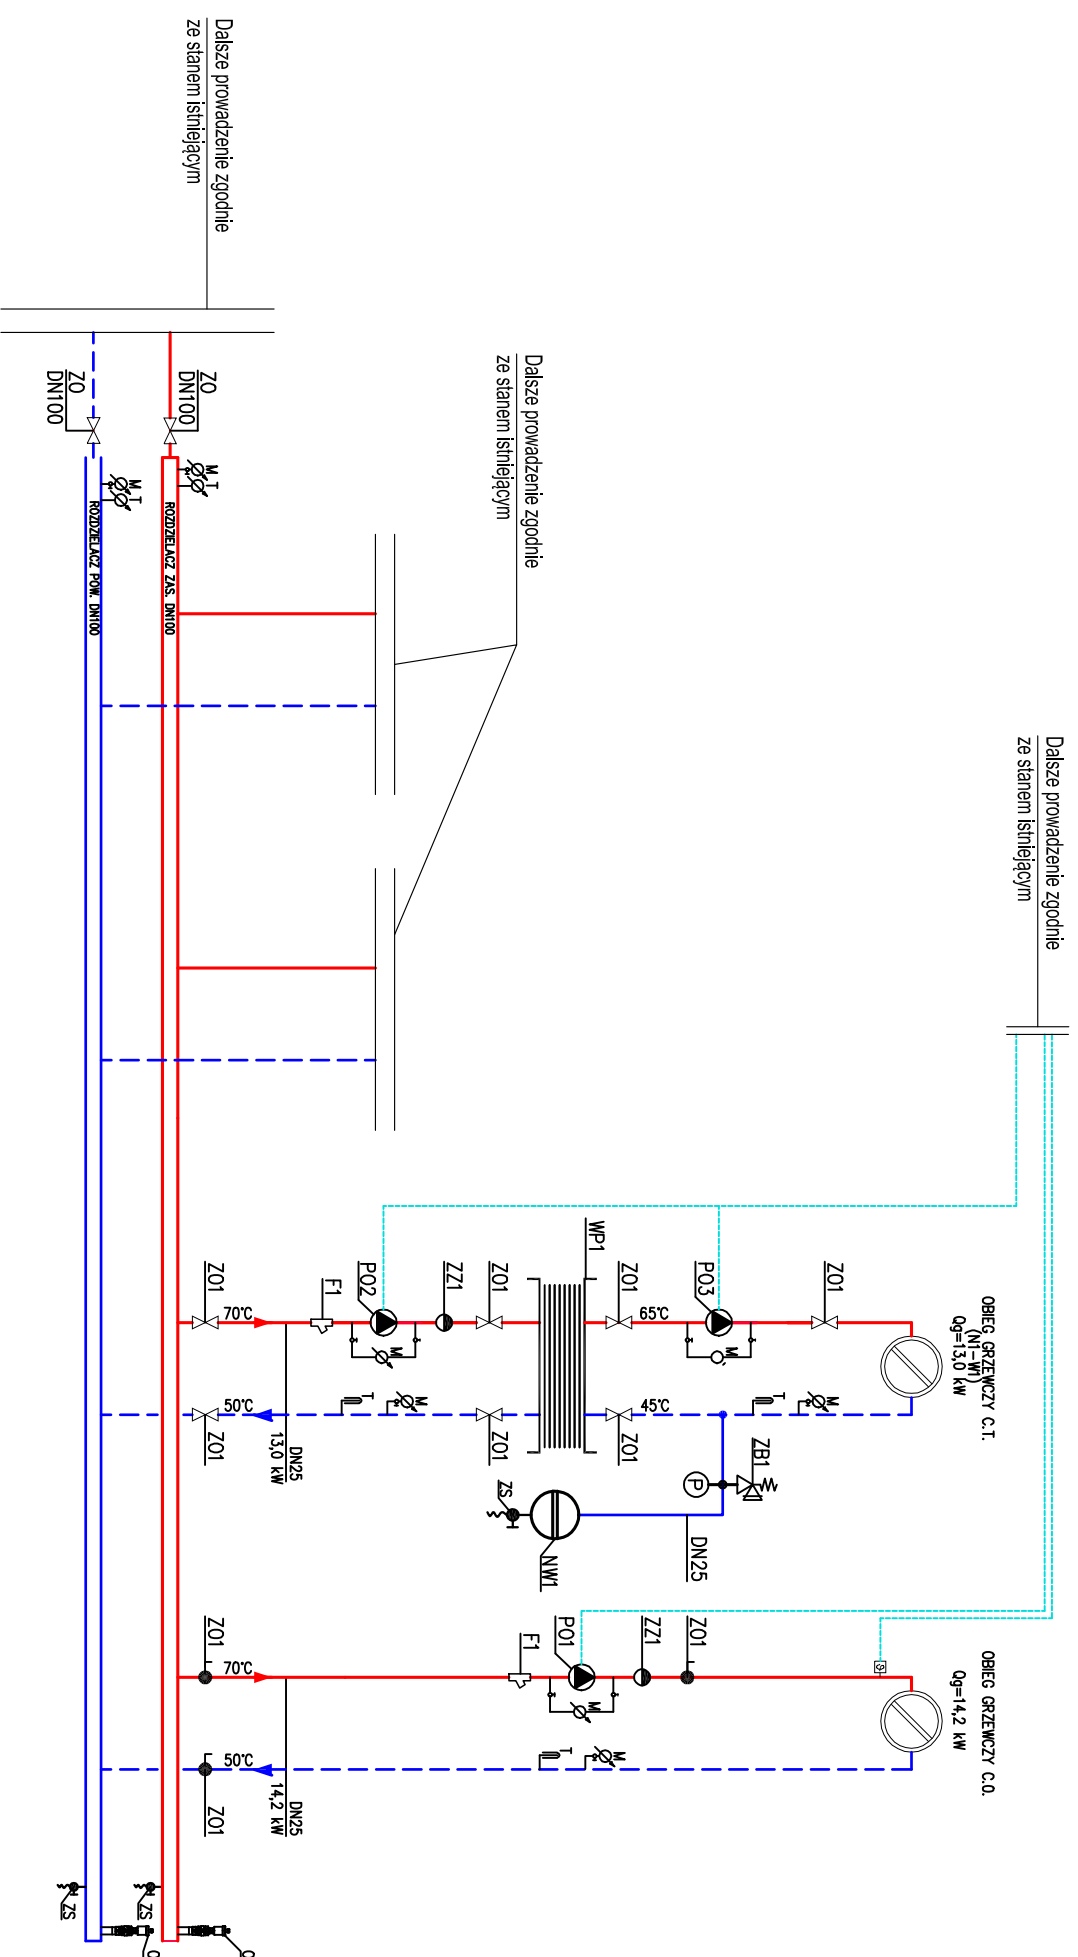 Dalsze prowadzenie zgodnie
ze stanem istniejącym
Dalsze prowadzenie zgodnie
ze stanem istniejącym
Dalsze prowadzenie zgodnie
ze stanem istniejącym
OBIEG GRZEWCZY C.T.
(N1-W1)
Qg=13,0 kW
OBIEG GRZEWCZY C.O.
Qg=14,2 kW
ZO1
PO3
M
T
M
ZB1
P
65°C
45°C
ZO1
ZO1
DN25
WP1
NW1
ZS
ZO1
ZO1
ZZ1
PO2
M
M
T
F1
70°C
50°C
DN25
13,0 kW
ZO1
ZO1
ZO1
ZZ1
PO1
M
M
T
F1
70°C
50°C
DN25
14,2 kW
ZO1
ZO1
ZO
DN100
ZO
DN100
M T
M T
ROZDZIELACZ ZAS. DN100
ROZDZIELACZ POW. DN100
ZS
ZS